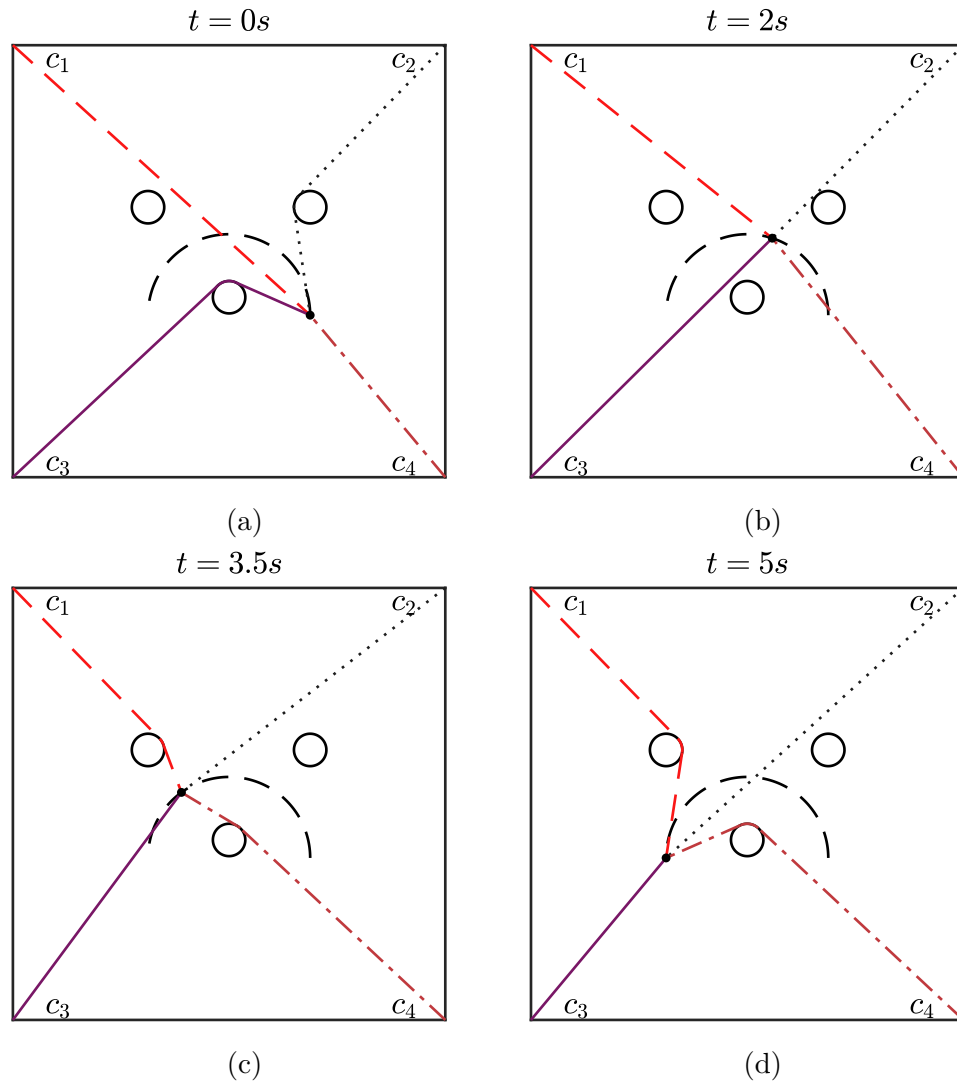 t = 0s
t = 2s
c₁
c₂
c₁
c₂
c₃
c₄
c₃
c₄
(a)
(b)
t = 3.5s
t = 5s
c₁
c₂
c₁
c₂
c₃
c₄
c₃
c₄
(c)
(d)